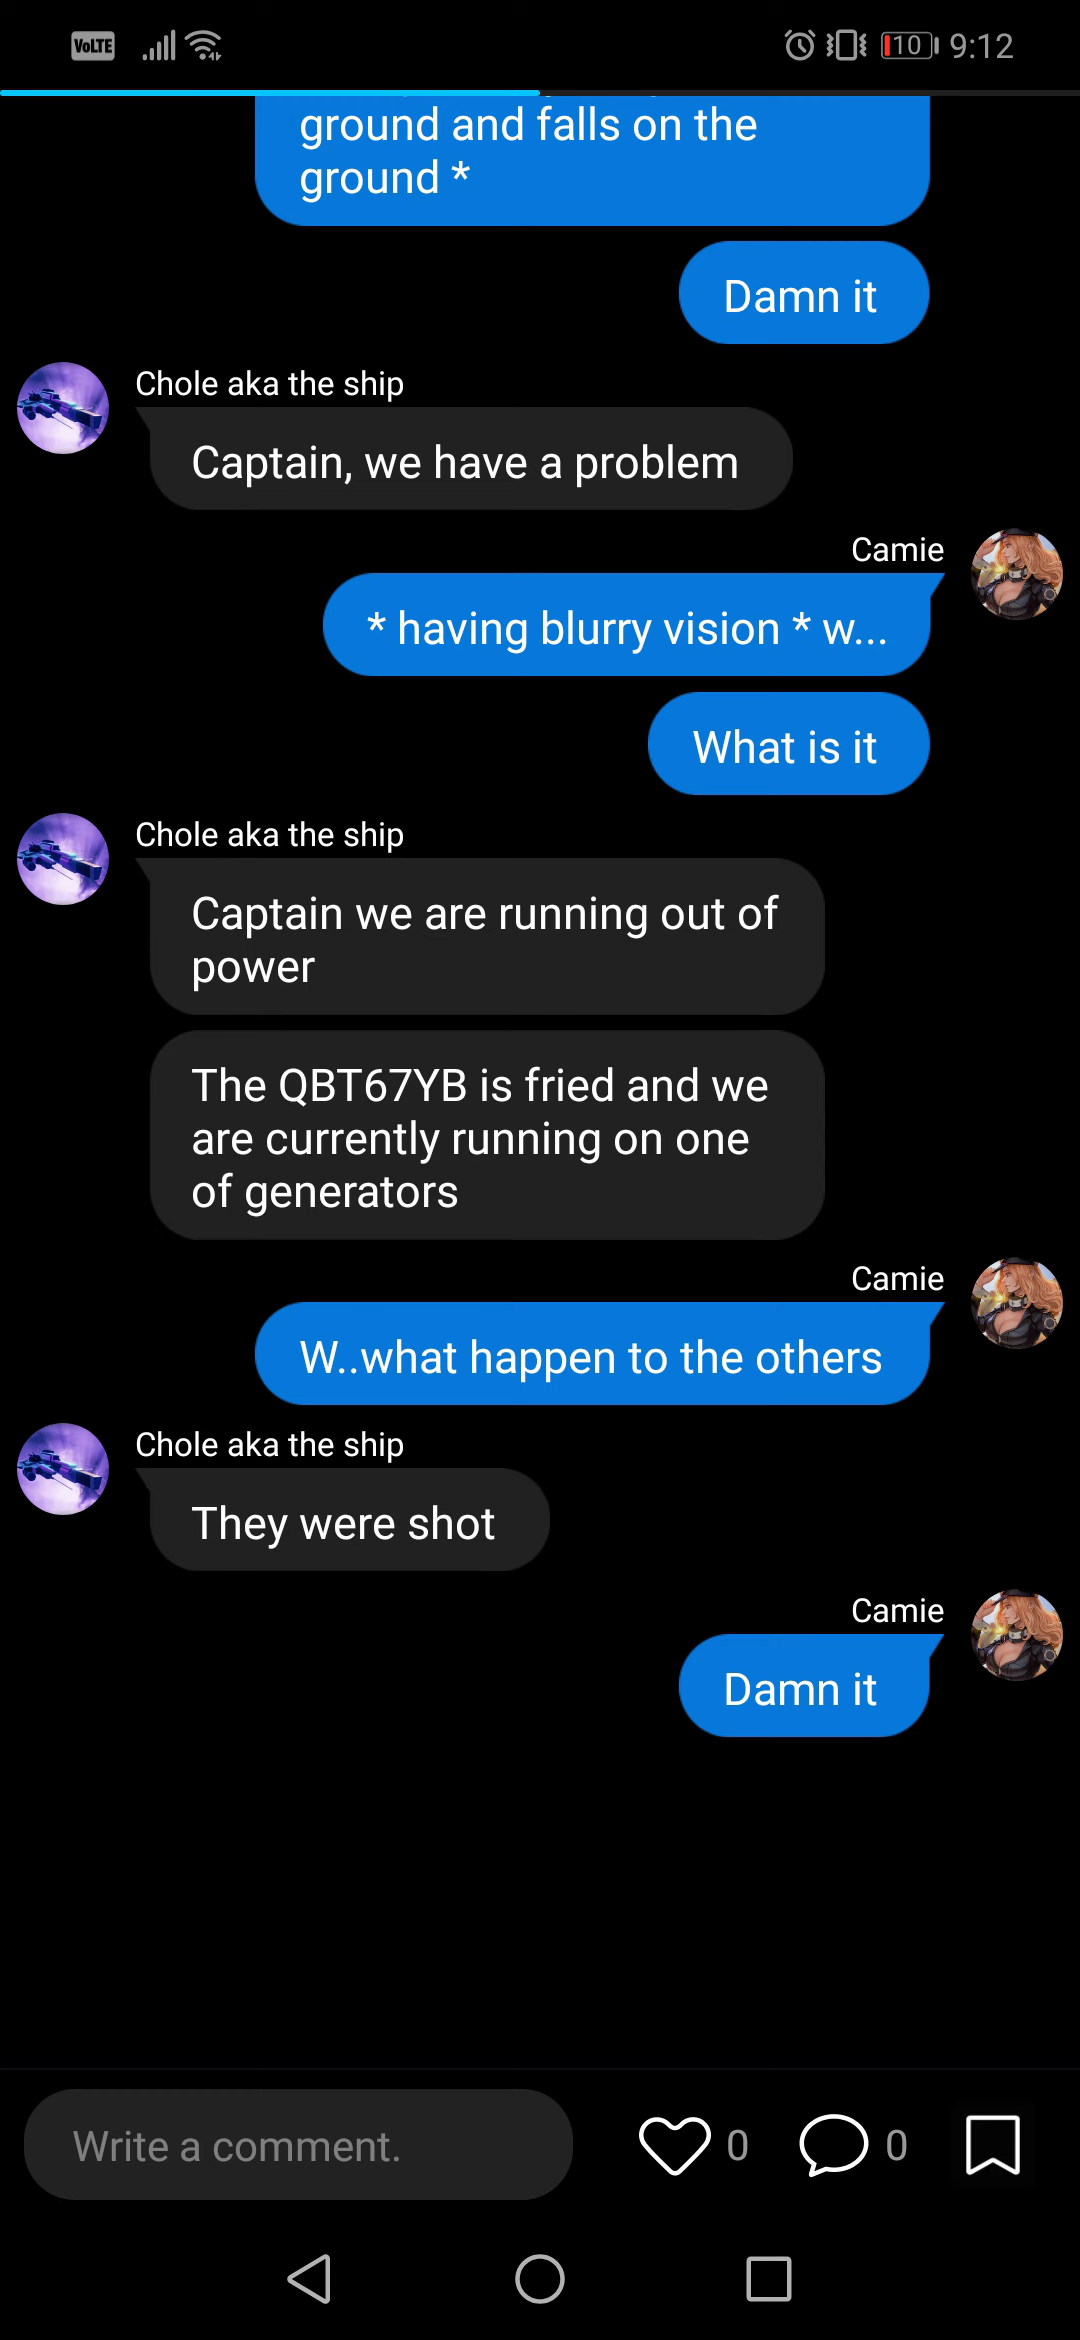 VoLTE 10 9:12
ground and falls on the
ground *
Damn it
Chole aka the ship
Captain, we have a problem
Camie
* having blurry vision * w...
What is it
Chole aka the ship
Captain we are running out of
power
The QBT67YB is fried and we
are currently running on one
of generators
Camie
W..what happen to the others
Chole aka the ship
They were shot
Camie
Damn it
Write a comment. 0 0